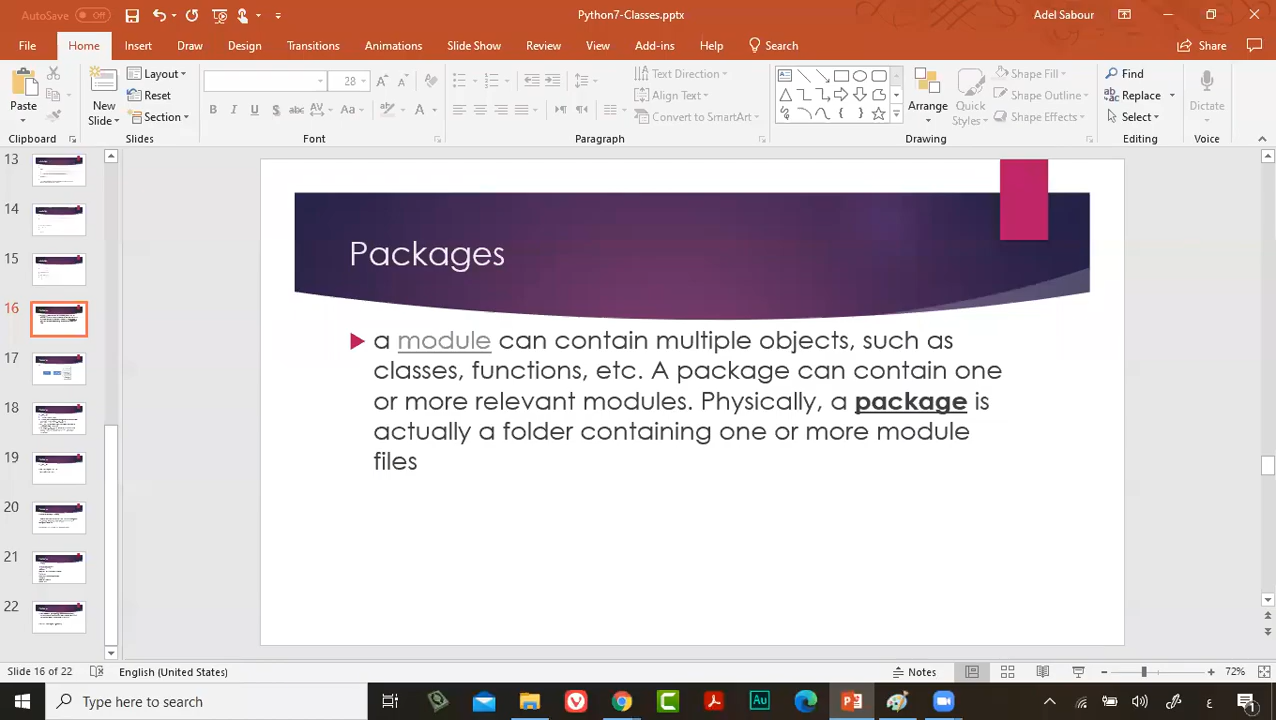 AutoSave Off
Python7-Classes.pptx
Adel Sabour
File Home Insert Draw Design Transitions Animations Slide Show Review View Add-ins Help Search Share
Paste
New
Slide
Layout
Reset
Section
28
Text Direction
Align Text
Convert to SmartArt
Arrange
Quick
Styles
Shape Fill
Shape Outline
Shape Effects
Find
Replace
Select
Dictate
Clipboard Slides Font Paragraph Drawing Editing Voice
13
14
15
16
17
18
19
20
21
22
Packages
a module can contain multiple objects, such as
classes, functions, etc. A package can contain one
or more relevant modules. Physically, a package is
actually a folder containing one or more module
files
Slide 16 of 22 English (United States) Notes 72%
Type here to search
ع